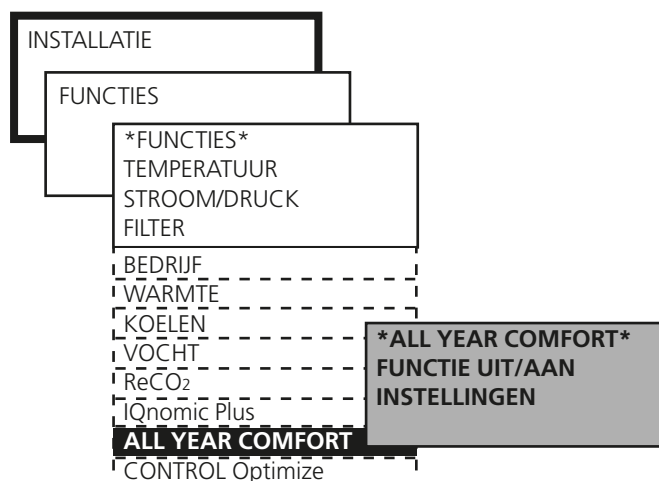 INSTALLATIE
FUNCTIES
*FUNCTIES*
TEMPERATUUR
STROOM/DRUCK
FILTER
BEDRIJF
WARMTE
KOELEN
VOCHT
ReCO2
IQnomic Plus
ALL YEAR COMFORT
CONTROL Optimize
*ALL YEAR COMFORT*
FUNCTIE UIT/AAN
INSTELLINGEN